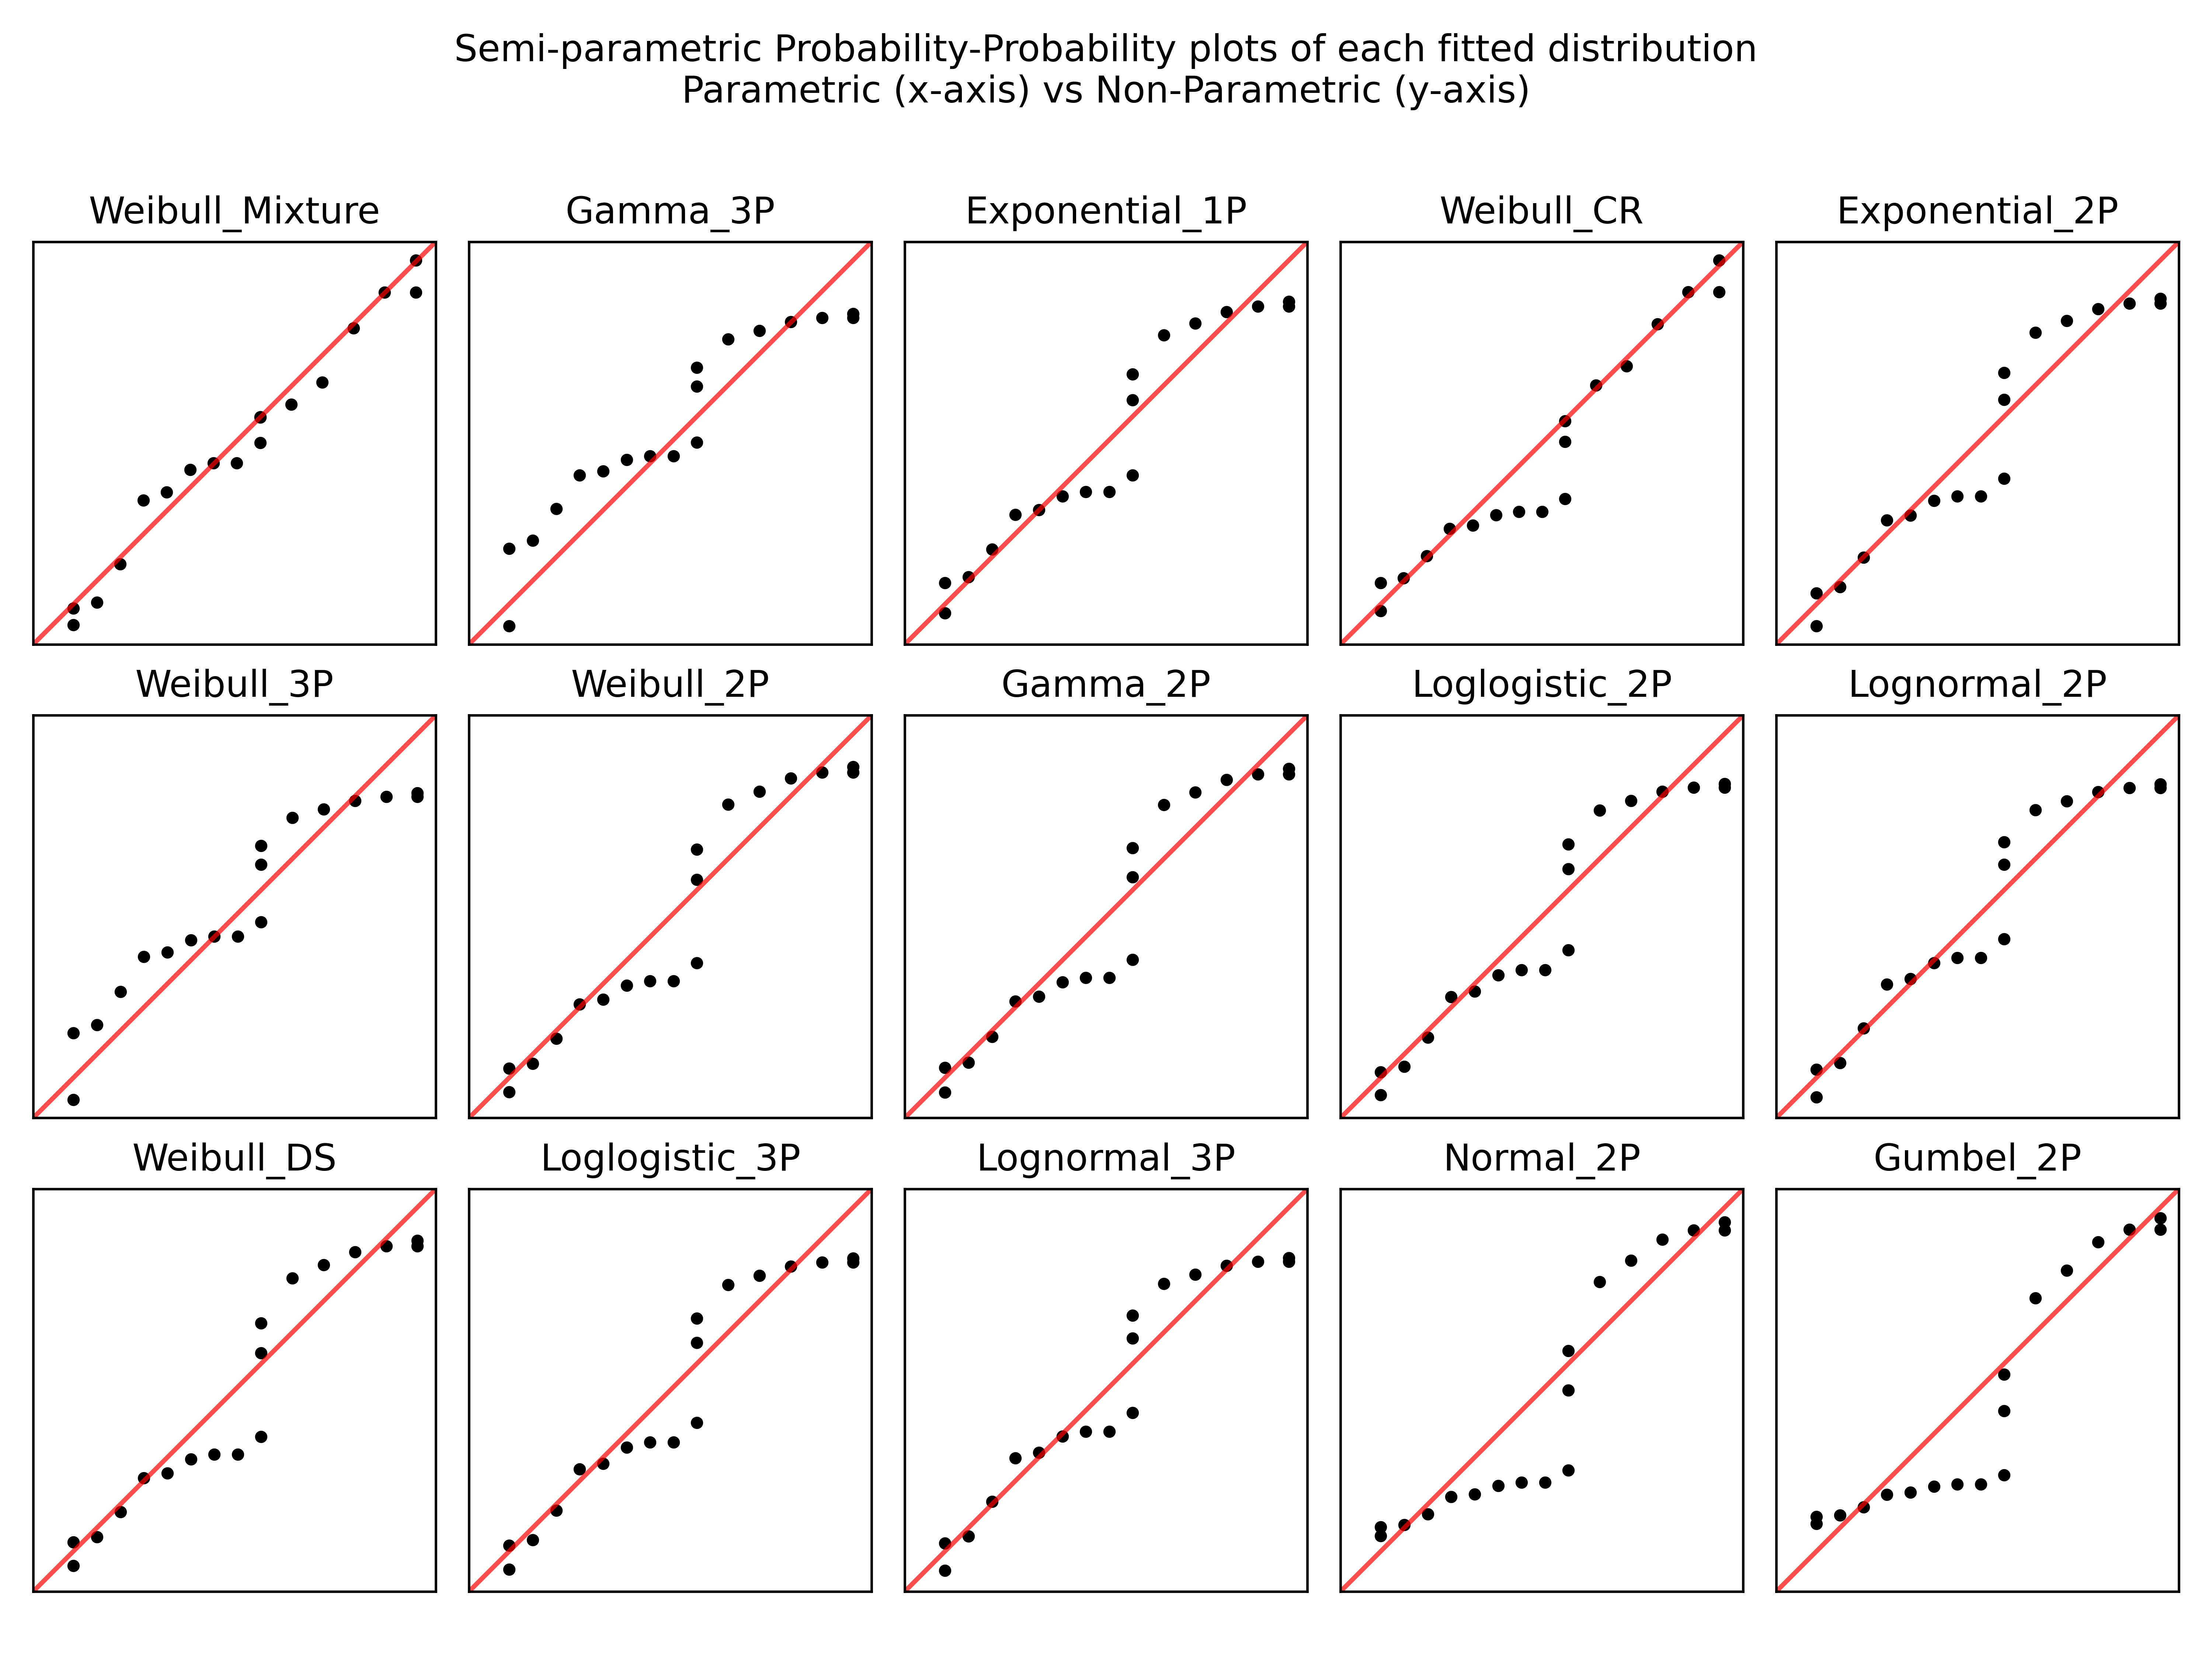 Semi-parametric Probability-Probability plots of each fitted distribution
Parametric (x-axis) vs Non-Parametric (y-axis)
Weibull_Mixture
Gamma_3P
Exponential_1P
Weibull_CR
Exponential_2P
Weibull_3P
Weibull_2P
Gamma_2P
Loglogistic_2P
Lognormal_2P
Weibull_DS
Loglogistic_3P
Lognormal_3P
Normal_2P
Gumbel_2P